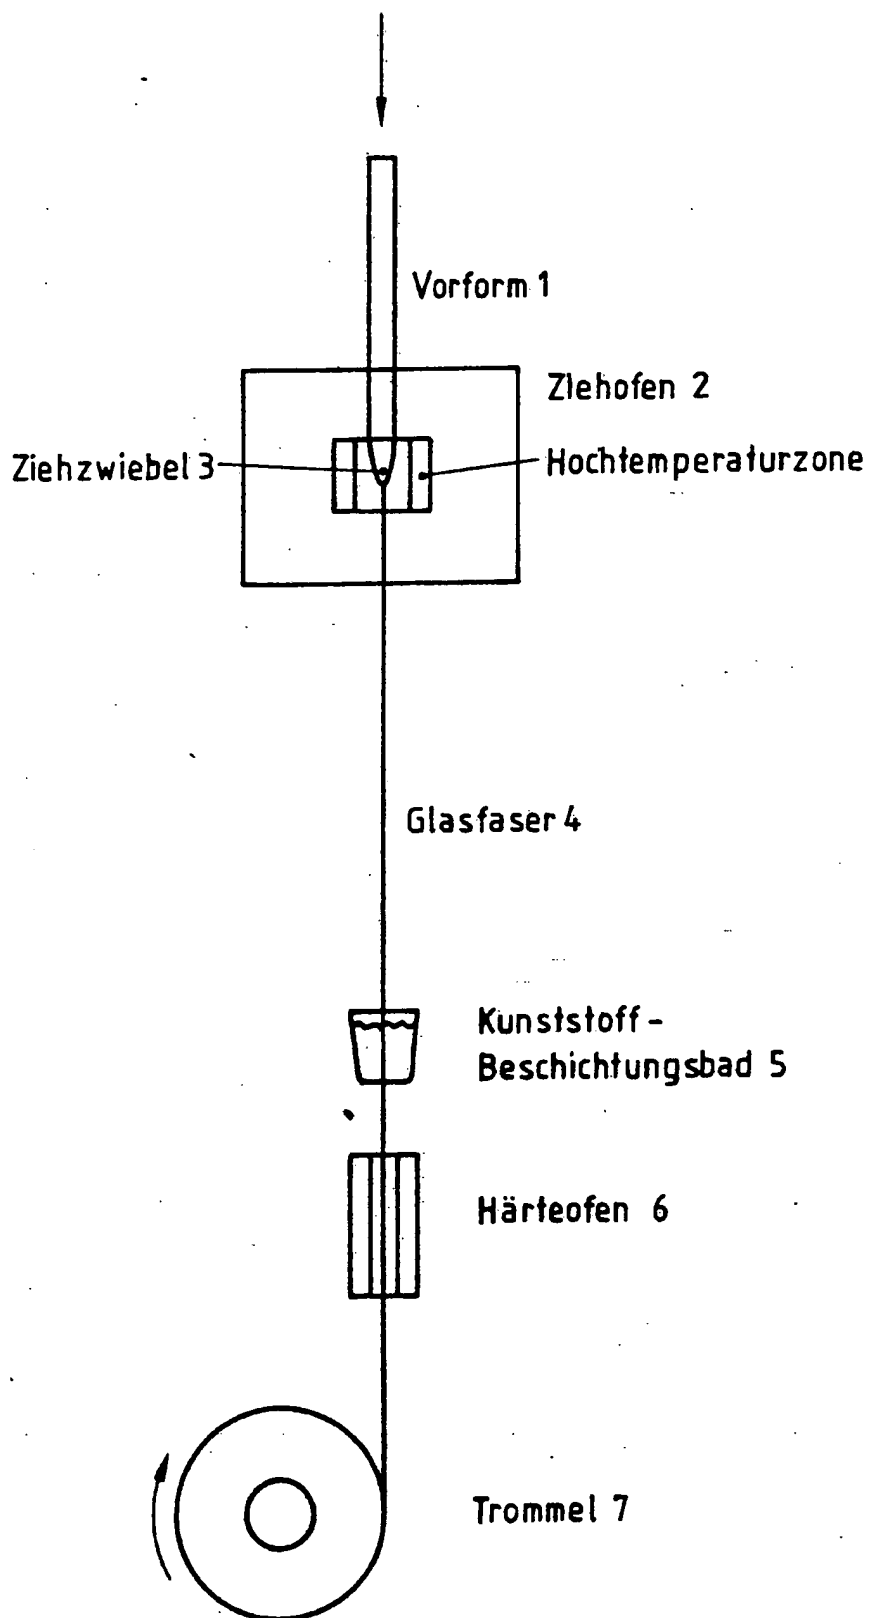 Vorform 1
Ziehofen 2
Ziehzwiebel 3
Hochtemperaturzone
Glasfaser 4
Kunststoff-
Beschichtungsbad 5
Härteofen 6
Trommel 7